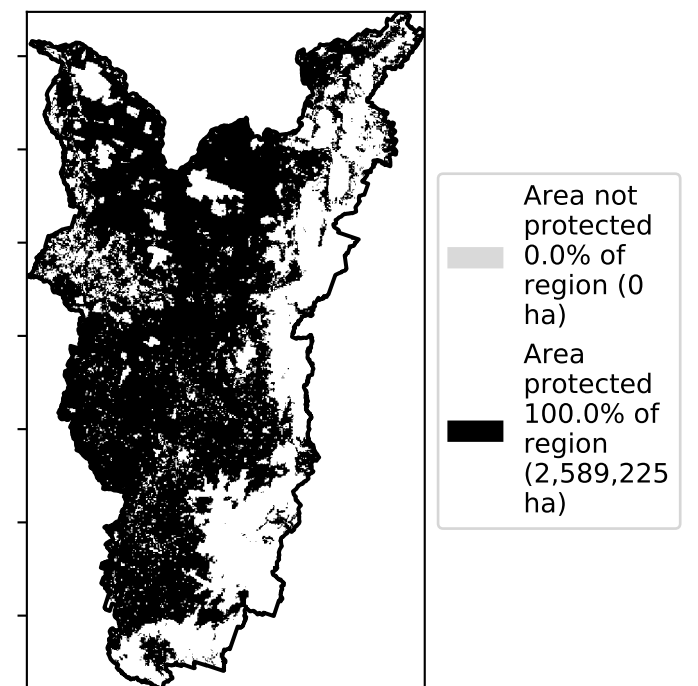 Area not
protected
0.0% of
region (0
ha)
Area
protected
100.0% of
region
(2,589,225
ha)